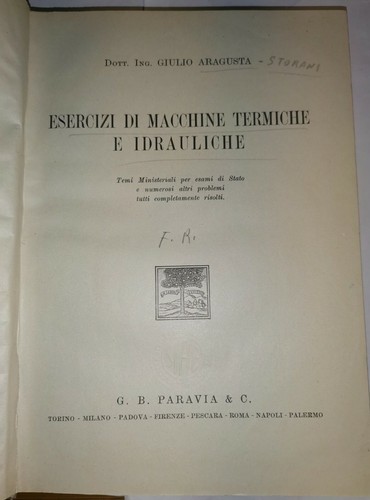 DOTT. ING. GIULIO ARAGUSTA - STORANI
ESERCIZI DI MACCHINE TERMICHE
E IDRAULICHE
Temi Ministeriali per esami di Stato
e numerosi altri problemi
tutti completamente risolti.
F. R.
G. B. PARAVIA & C.
TORINO - MILANO - PADOVA - FIRENZE - PESCARA - ROMA - NAPOLI - PALERMO